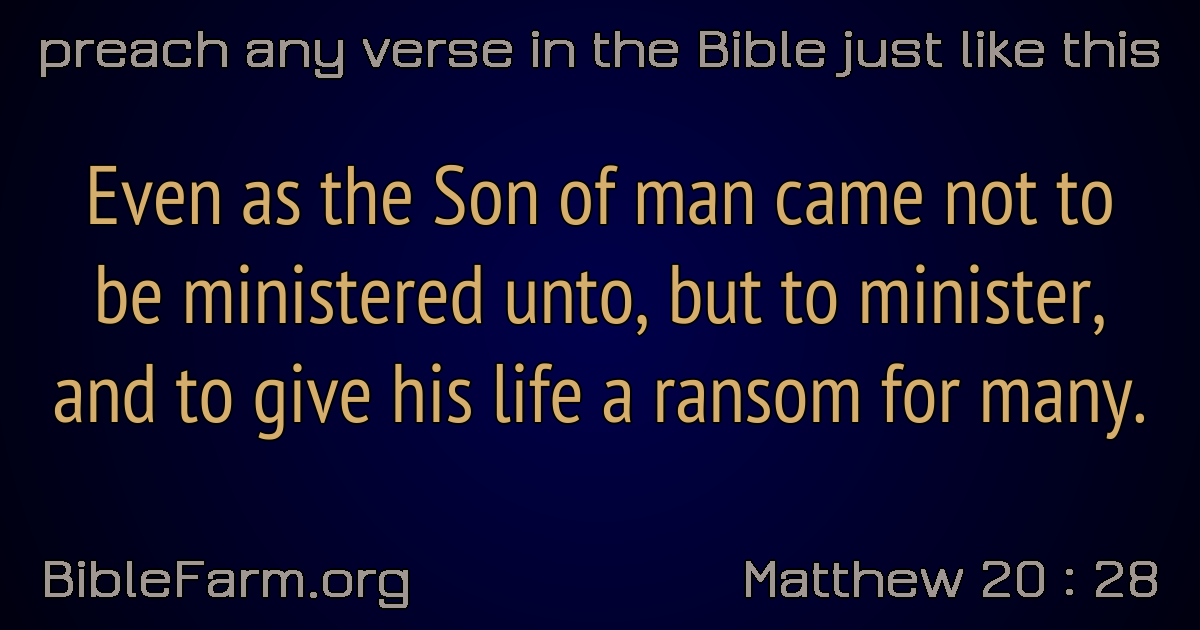 preach any verse in the Bible just like this
Even as the Son of man came not to
be ministered unto, but to minister,
and to give his life a ransom for many.
BibleFarm.org
Matthew 20 : 28